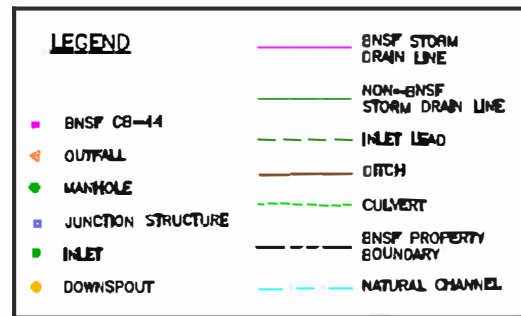 LEGEND
BNSF CB-44
OUTFALL
MANHOLE
JUNCTION STRUCTURE
INLET
DOWNSPOUT
BNSF STORM
DRAIN LINE
NON-BNSF
STORM DRAIN LINE
INLET LEAD
DITCH
CULVERT
BNSF PROPERTY
BOUNDARY
NATURAL CHANNEL